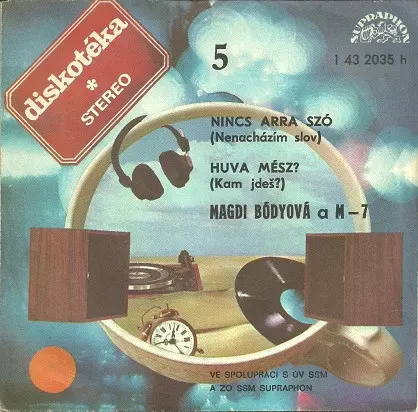 diskotéka
*
STEREO
5
SUPRAPHON
1 43 2035 h
NINCS ARRA SZÓ
(Nenacházím slov)
HUVA MÉSZ?
(Kam jdeš?)
MAGDI BÓDYOVÁ a M–7
VE SPOLUPRÁCI S ÚV SSM
A ZO SSM SUPRAPHON